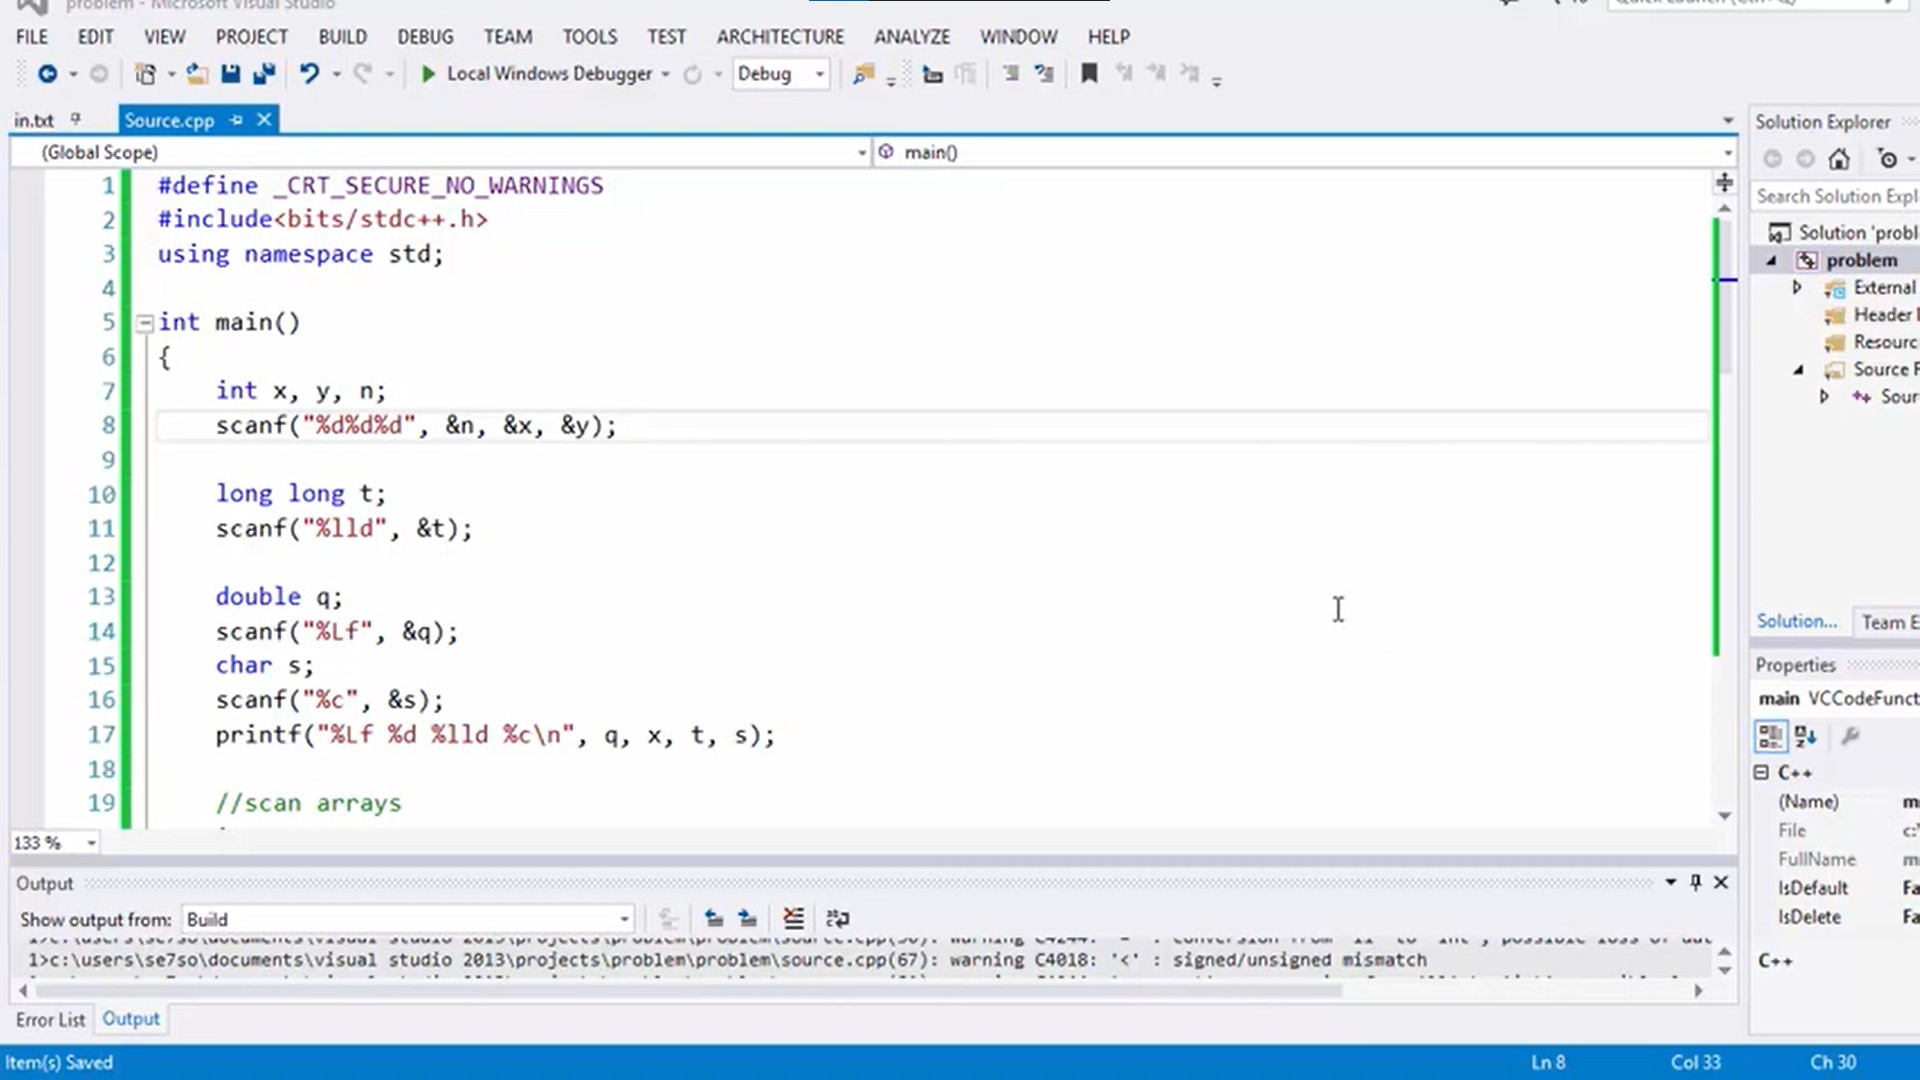 problem - Microsoft Visual Studio
FILE EDIT VIEW PROJECT BUILD DEBUG TEAM TOOLS TEST ARCHITECTURE ANALYZE WINDOW HELP
Local Windows Debugger Debug
in.txt Source.cpp
(Global Scope) main()
1 #define _CRT_SECURE_NO_WARNINGS
2 #include<bits/stdc++.h>
3 using namespace std;
4
5 int main()
6 {
7 int x, y, n;
8 scanf("%d%d%d", &n, &x, &y);
9
10 long long t;
11 scanf("%lld", &t);
12
13 double q;
14 scanf("%Lf", &q);
15 char s;
16 scanf("%c", &s);
17 printf("%Lf %d %lld %c\n", q, x, t, s);
18
19 //scan arrays
133 %
Output
Show output from: Build
1>c:\users\se7so\documents\visual studio 2013\projects\problem\problem\source.cpp(67): warning C4018: '<' : signed/unsigned mismatch
Error List Output
Item(s) Saved Ln 8 Col 33 Ch 30
Solution Explorer
Search Solution Expl
Solution 'probl
problem
External
Header
Resourc
Source F
Sour
Solution... Team E
Properties
main VCCodeFunct
C++
(Name) m
File c:
FullName m
IsDefault Fa
IsDelete Fa
C++